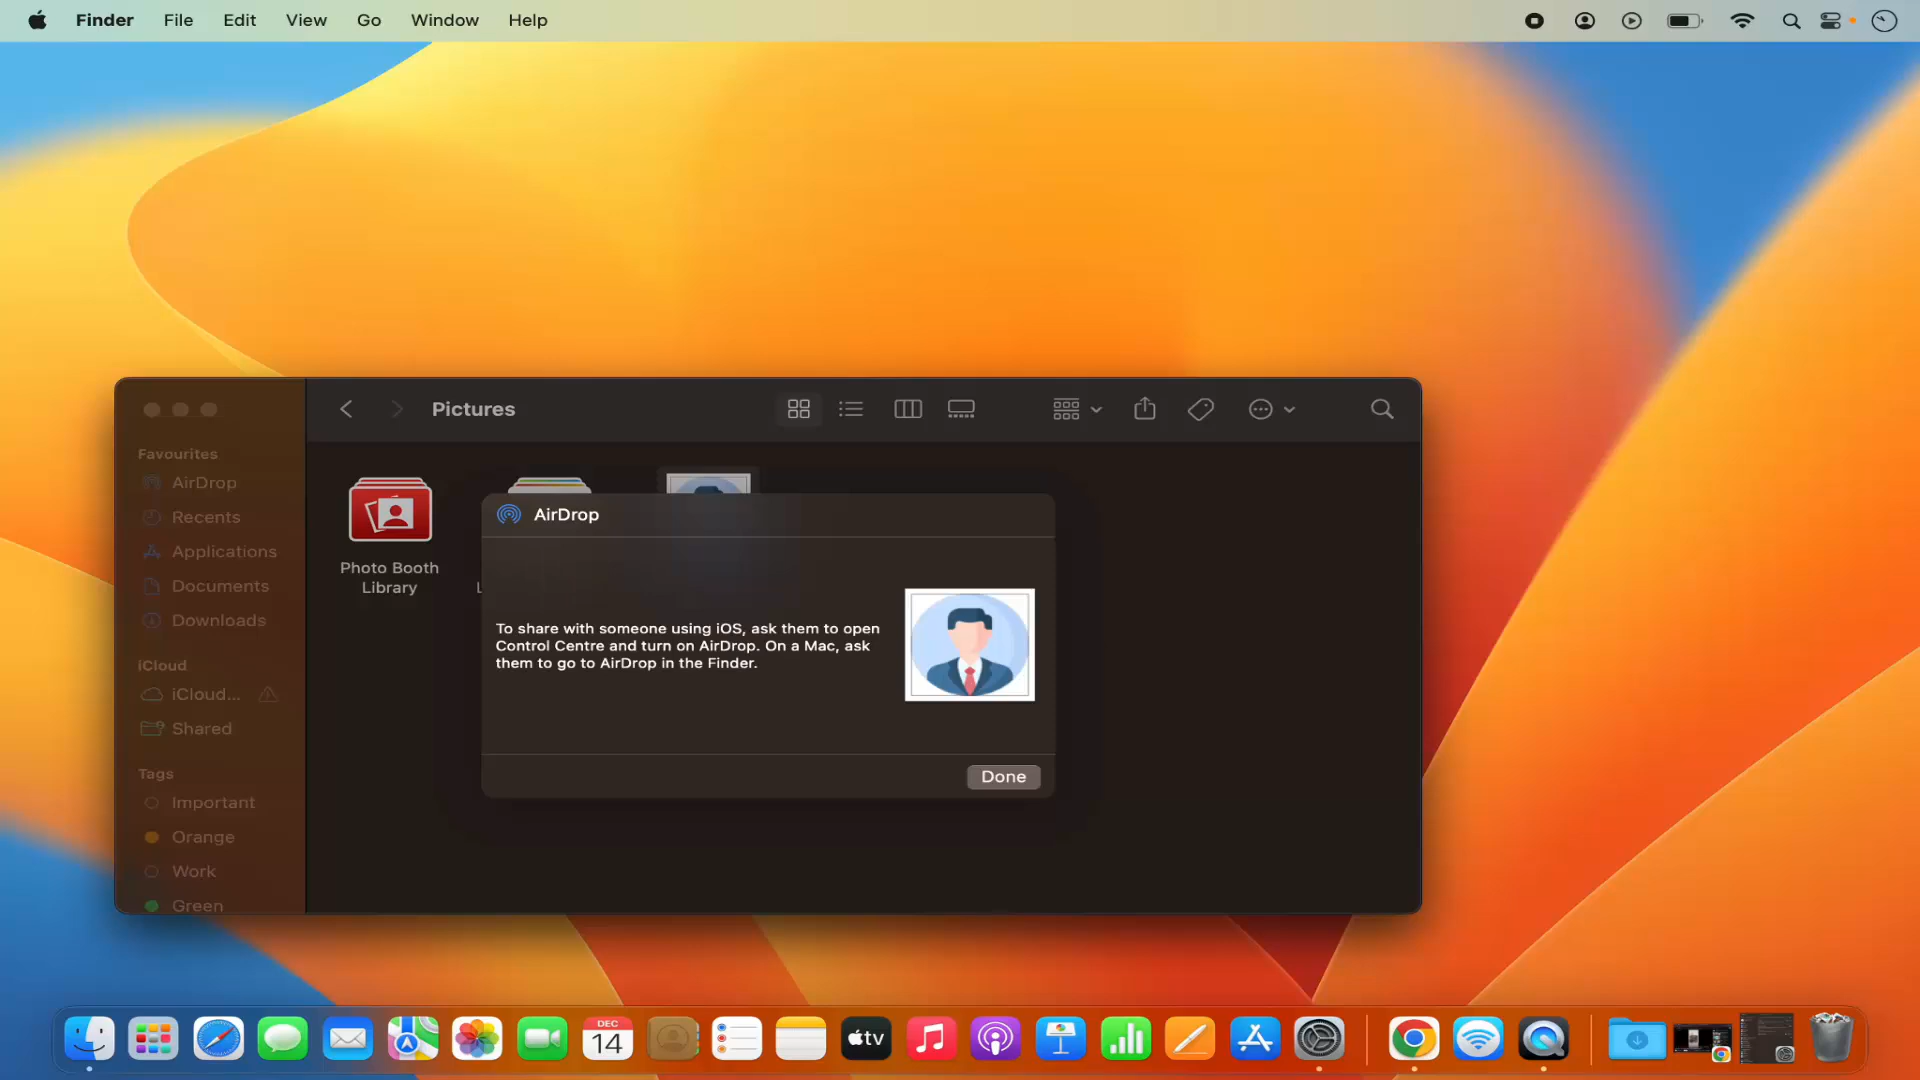 Finder File Edit View Go Window Help
Pictures
Favourites
AirDrop
Recents
Applications
Documents
Downloads
iCloud
iCloud...
Shared
Tags
Important
Orange
Work
Green
Photo Booth
Library
AirDrop
To share with someone using iOS, ask them to open
Control Centre and turn on AirDrop. On a Mac, ask
them to go to AirDrop in the Finder.
Done
DEC
14
tv